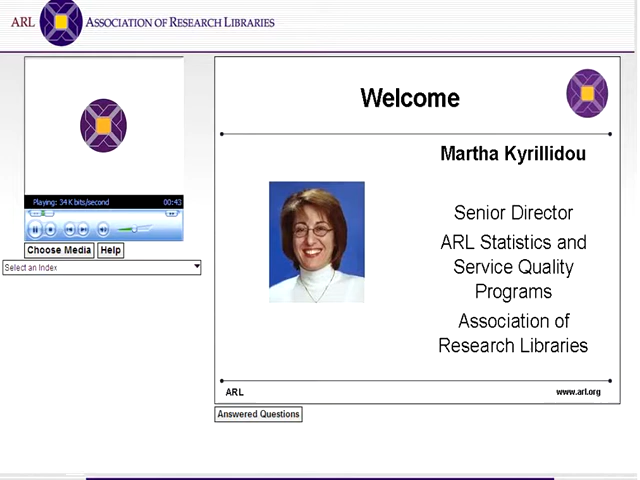 ARL ASSOCIATION OF RESEARCH LIBRARIES
Playing: 34 K bits/second 00:43
Choose Media Help
Select an Index
Welcome
Martha Kyrillidou
Senior Director
ARL Statistics and
Service Quality
Programs
Association of
Research Libraries
ARL www.arl.org
Answered Questions